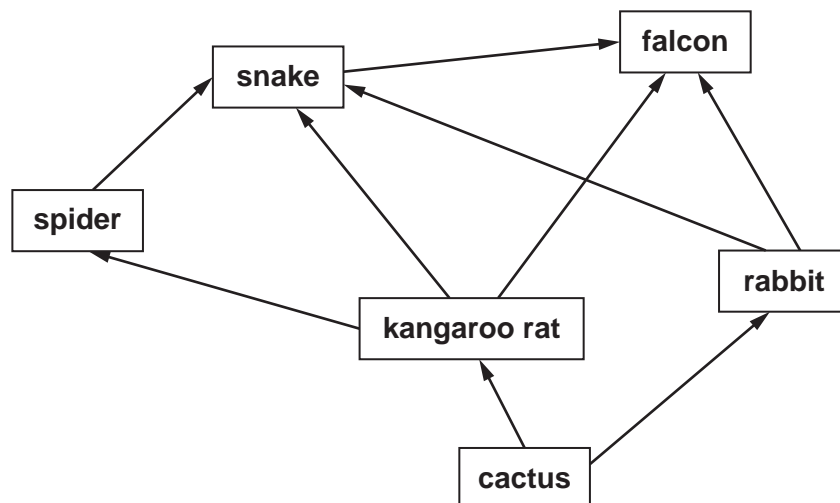 falcon
snake
spider
rabbit
kangaroo rat
cactus